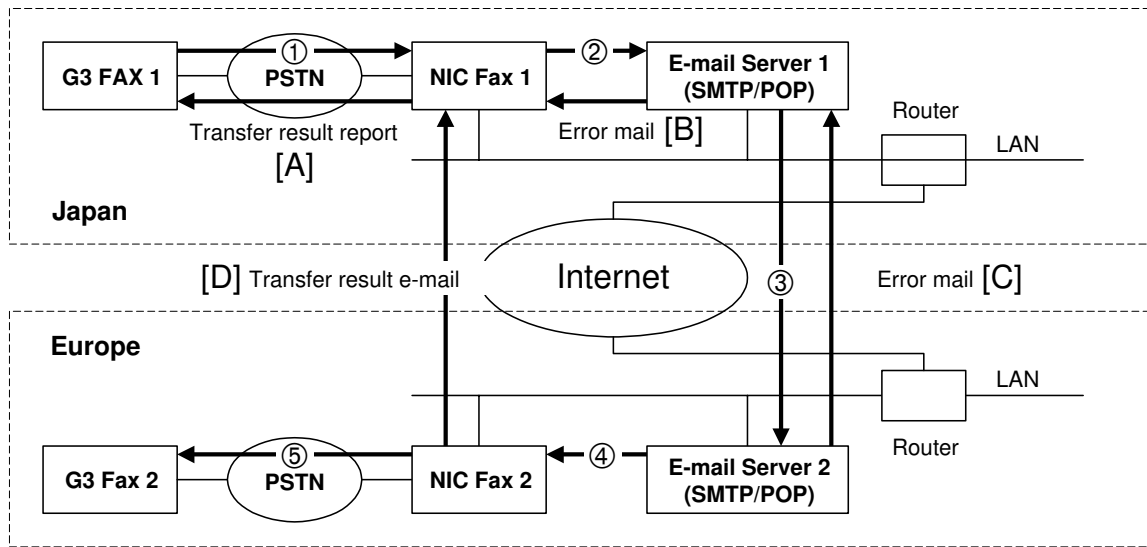 G3 FAX 1
①
PSTN
NIC Fax 1
②
E-mail Server 1
(SMTP/POP)
Transfer result report
[A]
Error mail [B]
Router
LAN
Japan
[D] Transfer result e-mail
Internet
③
Error mail [C]
Europe
LAN
Router
G3 Fax 2
⑤
PSTN
NIC Fax 2
④
E-mail Server 2
(SMTP/POP)